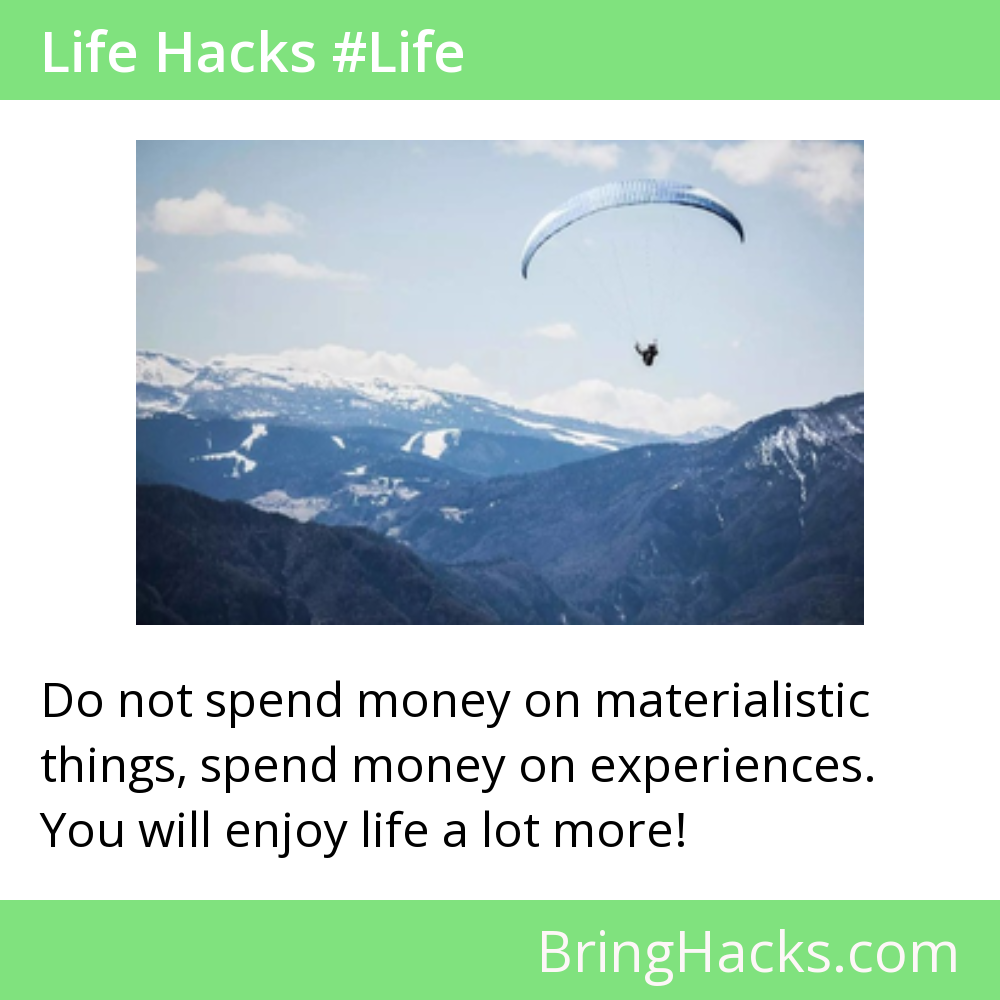 Life Hacks #Life
Do not spend money on materialistic
things, spend money on experiences.
You will enjoy life a lot more!
BringHacks.com